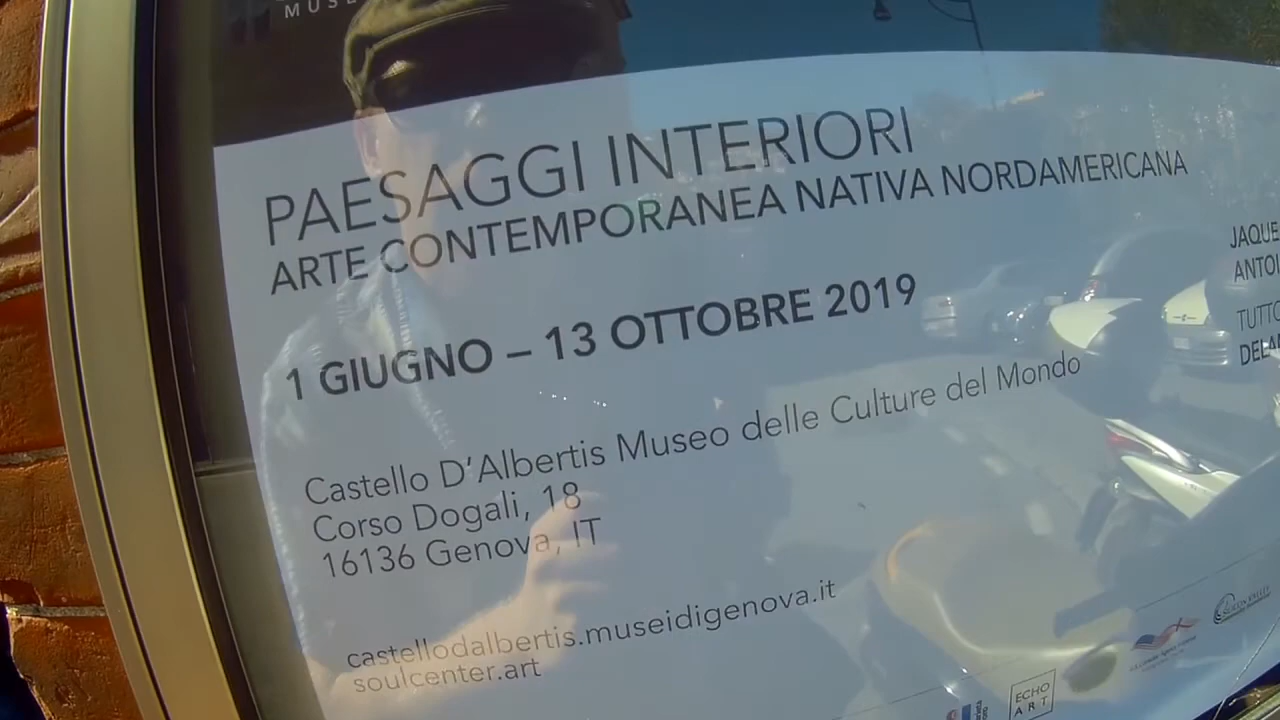 PAESAGGI INTERIORI
ARTE CONTEMPORANEA NATIVA NORDAMERICANA
1 GIUGNO – 13 OTTOBRE 2019
Castello D'Albertis Museo delle Culture del Mondo
Corso Dogali, 18
16136 Genova, IT
castellodalbertis.museidigenova.it
soulcenter.art
TUTTO
ECHO
ART